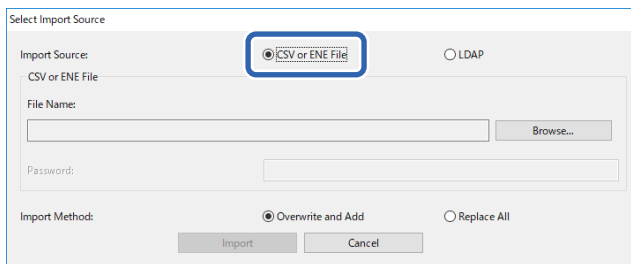 Select Import Source
Import Source: CSV or ENE File LDAP
CSV or ENE File
File Name:
Browse...
Password:
Import Method: Overwrite and Add Replace All
Import Cancel